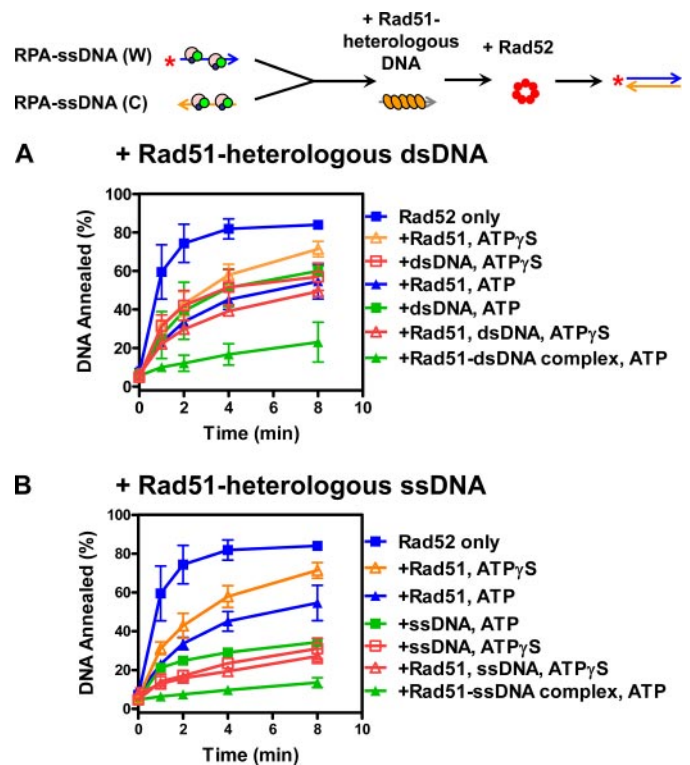 + Rad51-
heterologous
DNA
+ Rad52
RPA-ssDNA (W)
*
*
RPA-ssDNA (C)
A + Rad51-heterologous dsDNA
100
80
60
40
20
0
DNA Annealed (%)
0 2 4 6 8 10
Time (min)
Rad52 only
+Rad51, ATPγS
+dsDNA, ATPγS
+Rad51, ATP
+dsDNA, ATP
+Rad51, dsDNA, ATPγS
+Rad51-dsDNA complex, ATP
B + Rad51-heterologous ssDNA
100
80
60
40
20
0
DNA Annealed (%)
0 2 4 6 8 10
Time (min)
Rad52 only
+Rad51, ATPγS
+Rad51, ATP
+ssDNA, ATP
+ssDNA, ATPγS
+Rad51, ssDNA, ATPγS
+Rad51-ssDNA complex, ATP